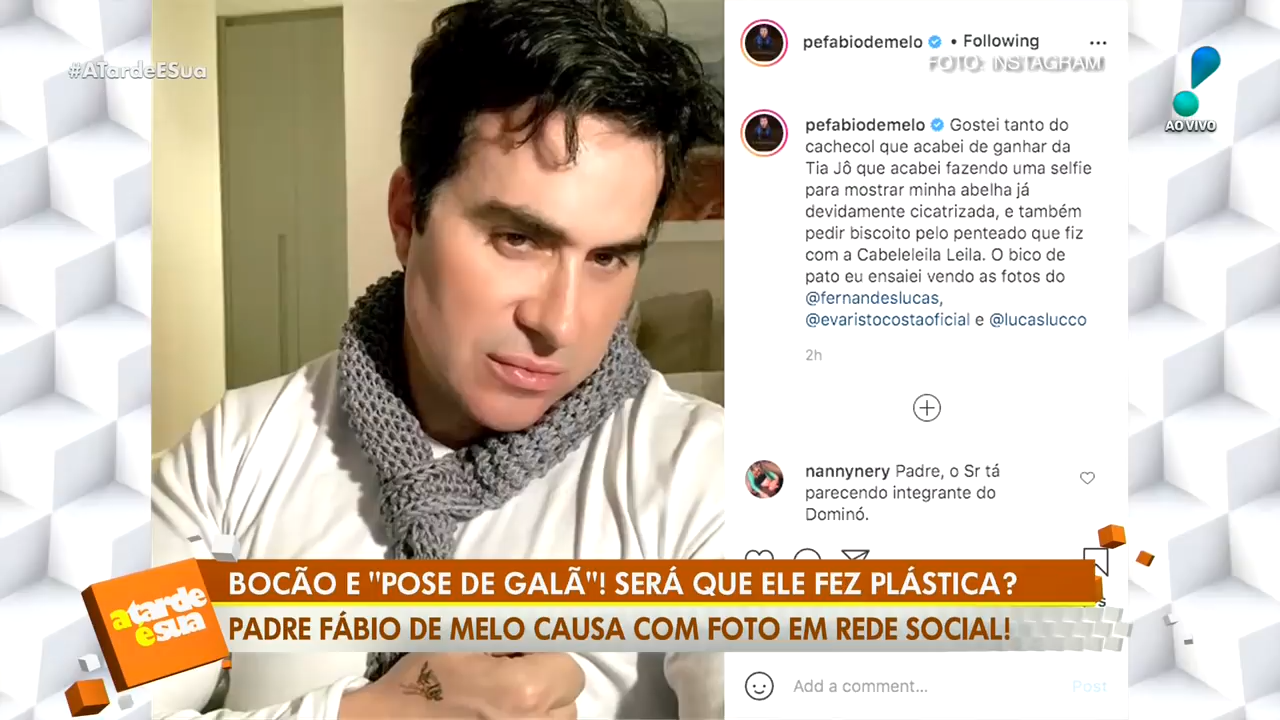 #ATardeESua
pefabiodemelo • Following
FOTO: INSTAGRAM
AO VIVO
pefabiodemelo Gostei tanto do
cachecol que acabei de ganhar da
Tia Jô que acabei fazendo uma selfie
para mostrar minha abelha já
devidamente cicatrizada, e também
pedir biscoito pelo penteado que fiz
com a Cabeleleila Leila. O bico de
pato eu ensaiei vendo as fotos do
@fernandeslucas,
@evaristocostaoficial e @lucaslucco
2h
nannynery Padre, o Sr tá
parecendo integrante do
Dominó.
a tarde
é sua
BOCÃO E "POSE DE GALÃ"! SERÁ QUE ELE FEZ PLÁSTICA?
PADRE FÁBIO DE MELO CAUSA COM FOTO EM REDE SOCIAL!
Add a comment...
Post